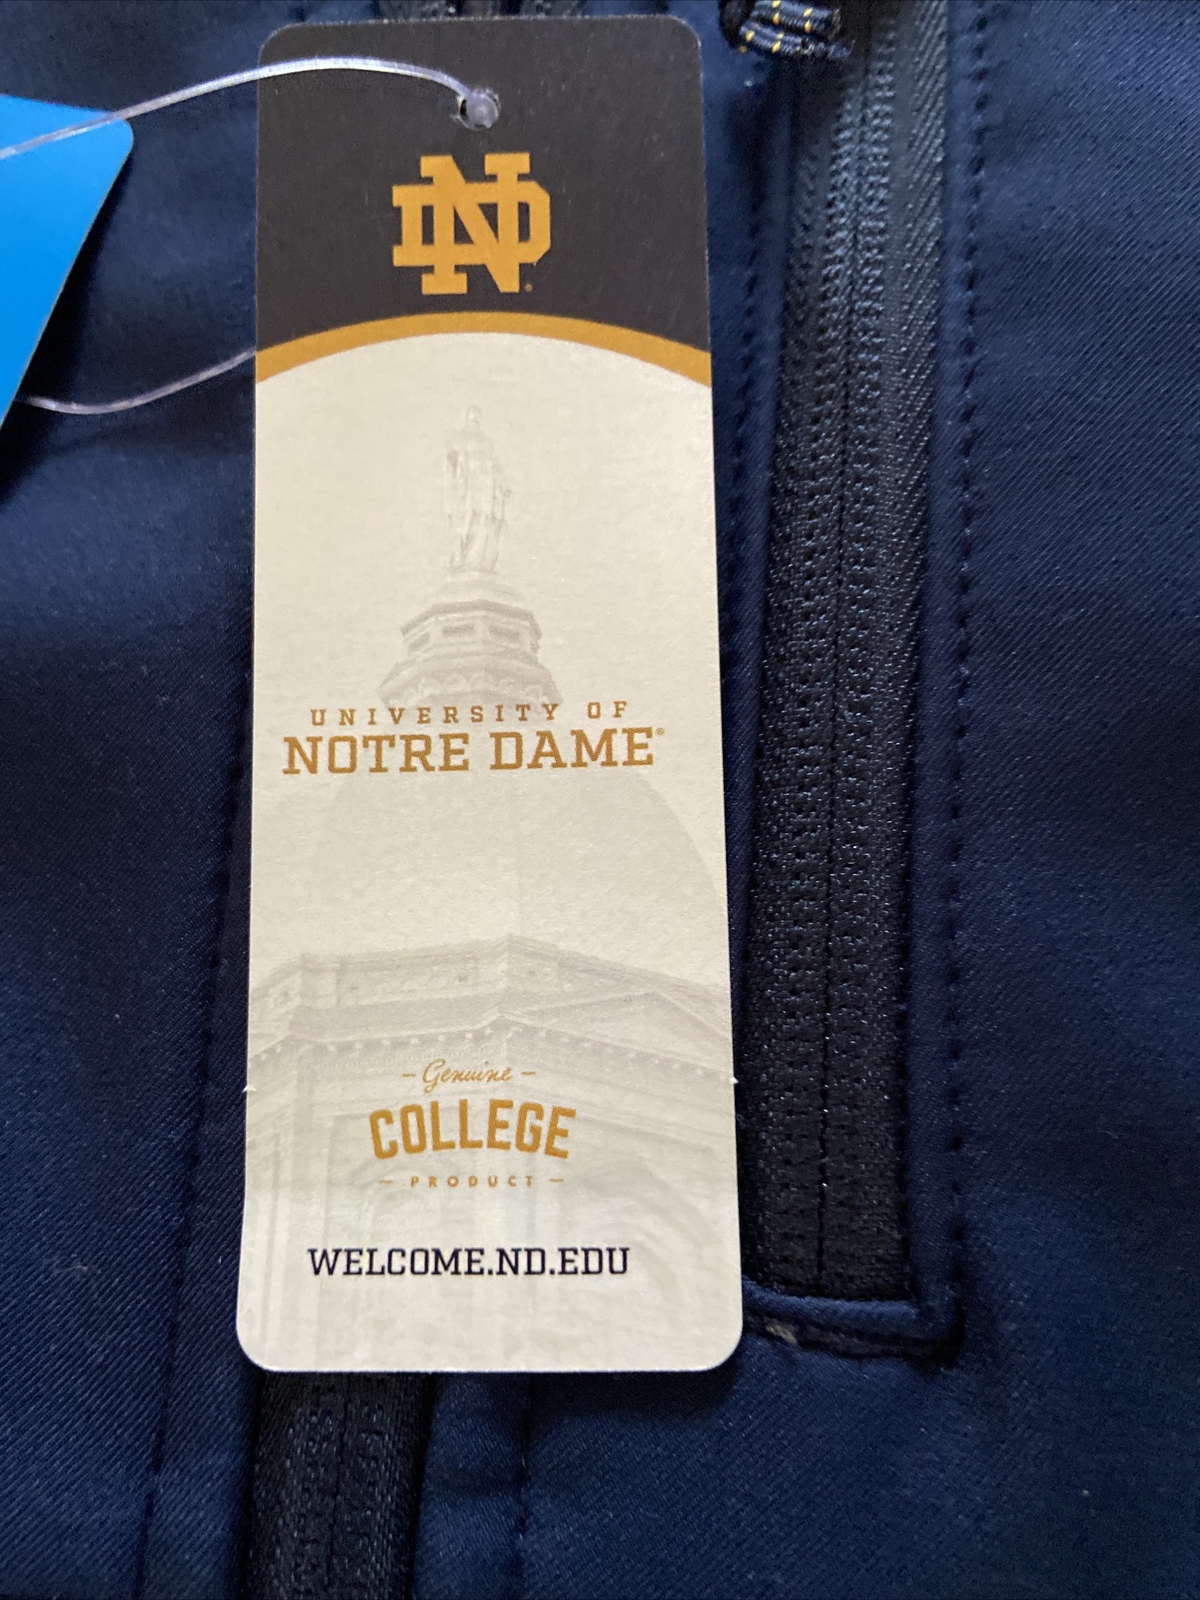 ND
UNIVERSITY OF
NOTRE DAME®
– Genuine –
COLLEGE
– PRODUCT –
WELCOME.ND.EDU